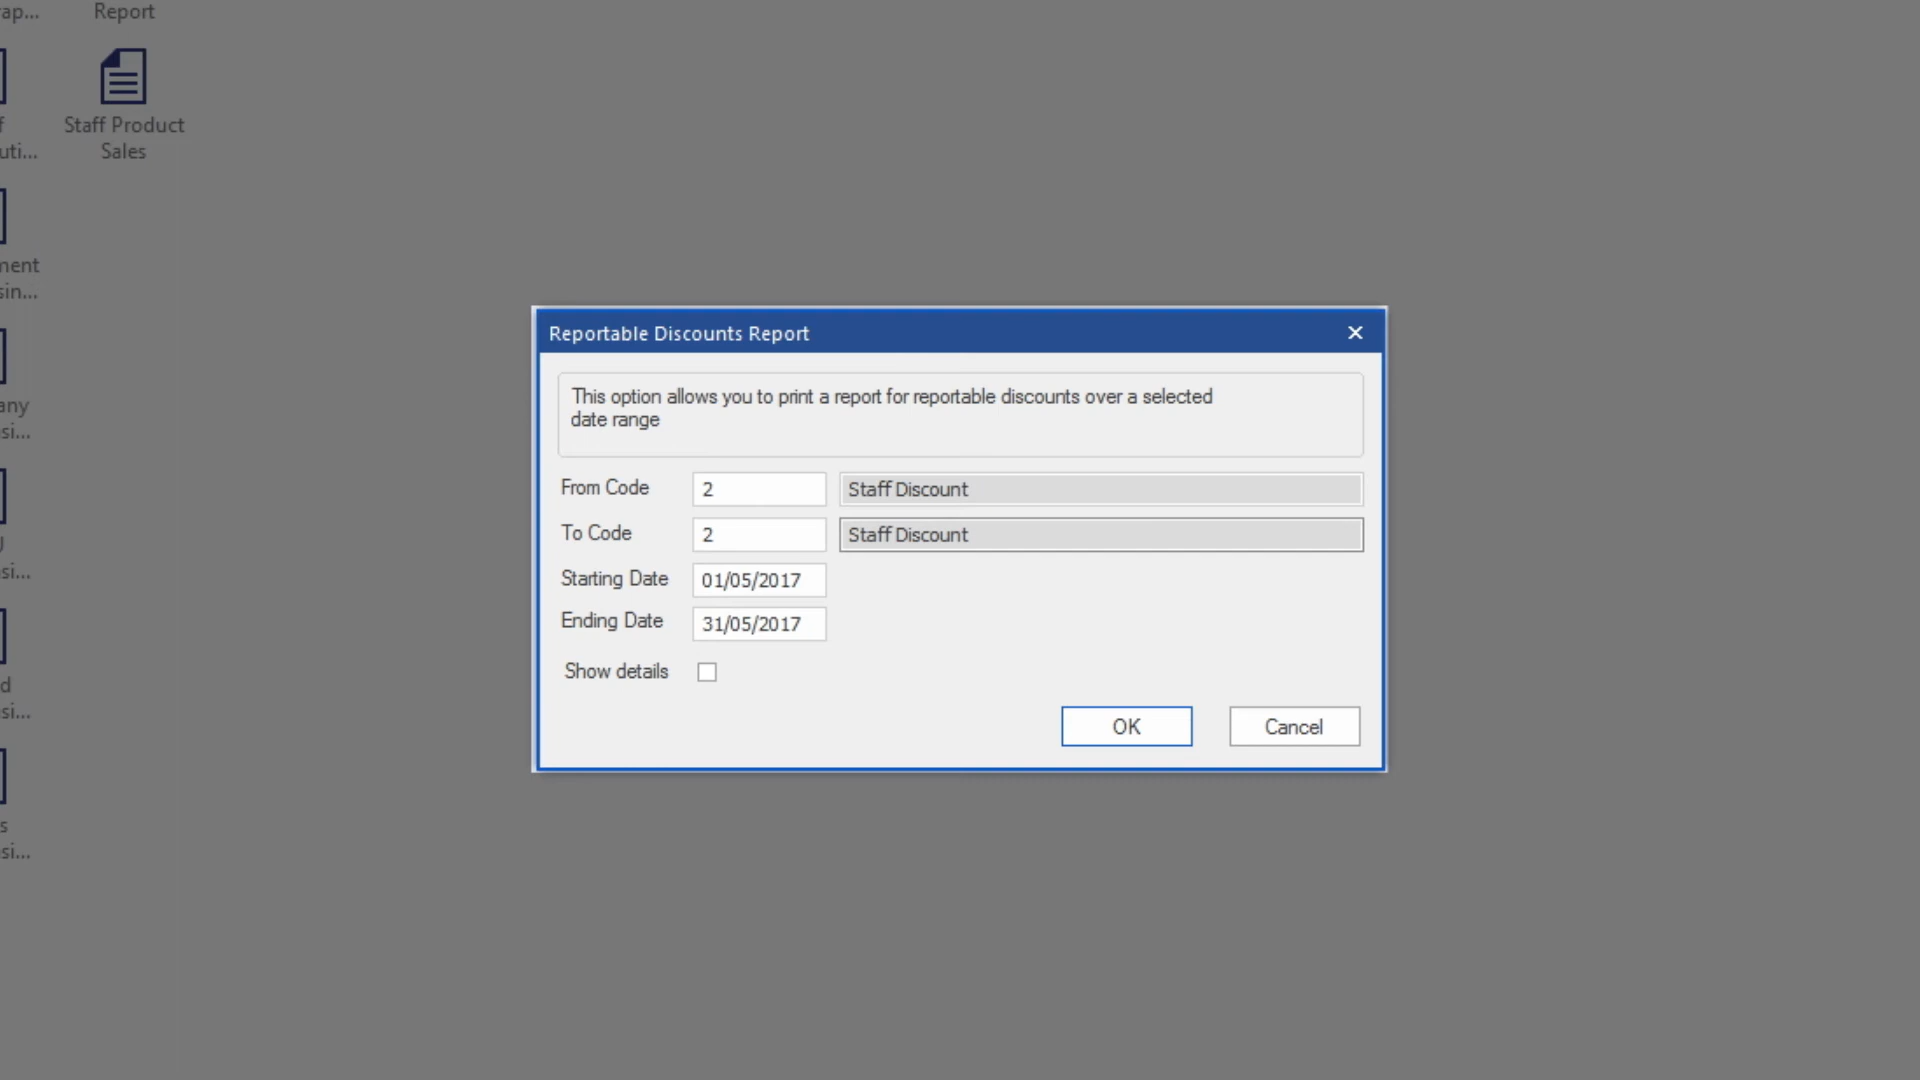 ap...
Report
Staff Product
Sales
f
uti...
ment
sin...
any
si...
si...
d
si...
s
si...
Reportable Discounts Report
This option allows you to print a report for reportable discounts over a selected
date range
From Code 2 Staff Discount
To Code 2 Staff Discount
Starting Date 01/05/2017
Ending Date 31/05/2017
Show details
OK Cancel